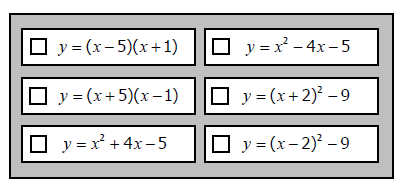 ☐ y = (x − 5)(x + 1)
☐ y = x² − 4x − 5
☐ y = (x + 5)(x − 1)
☐ y = (x + 2)² − 9
☐ y = x² + 4x − 5
☐ y = (x − 2)² − 9